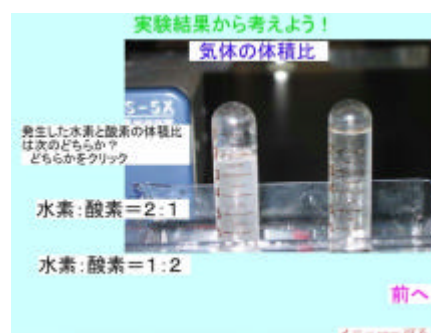 実験結果から考えよう！
気体の体積比
S-5X
発生した水素と酸素の体積比
は次のどちらか？
どちらかをクリック
水素：酸素＝2：1
水素：酸素＝1：2
前へ